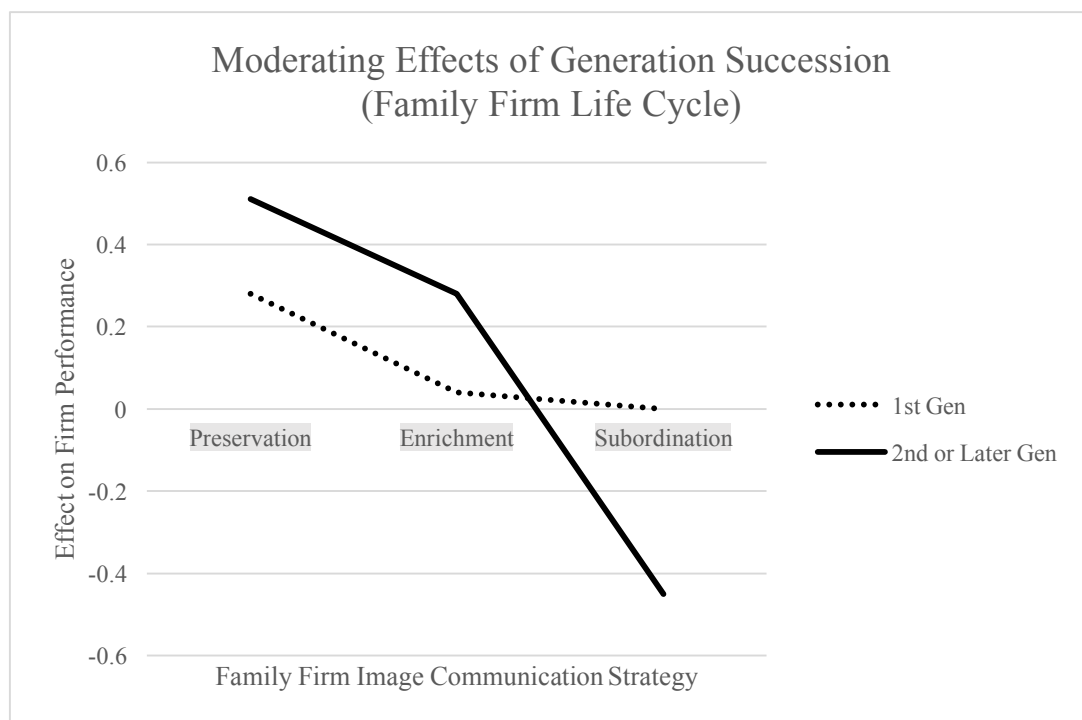 Moderating Effects of Generation Succession
(Family Firm Life Cycle)
0.6
0.4
0.2
0
-0.2
-0.4
-0.6
Effect on Firm Performance
Preservation
Enrichment
Subordination
1st Gen
2nd or Later Gen
Family Firm Image Communication Strategy